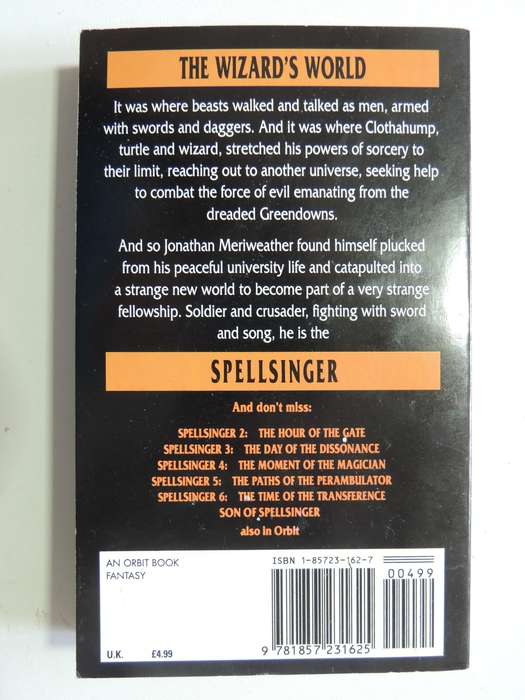 THE WIZARD'S WORLD
It was where beasts walked and talked as men, armed
with swords and daggers. And it was where Clothahump,
turtle and wizard, stretched his powers of sorcery to
their limit, reaching out to another universe, seeking help
to combat the force of evil emanating from the
dreaded Greendowns.
And so Jonathan Meriweather found himself plucked
from his peaceful university life and catapulted into
a strange new world to become part of a very strange
fellowship. Soldier and crusader, fighting with sword
and song, he is the
SPELLSINGER
And don't miss:
SPELLSINGER 2: THE HOUR OF THE GATE
SPELLSINGER 3: THE DAY OF THE DISSONANCE
SPELLSINGER 4: THE MOMENT OF THE MAGICIAN
SPELLSINGER 5: THE PATHS OF THE PERAMBULATOR
SPELLSINGER 6: THE TIME OF THE TRANSFERENCE
SON OF SPELLSINGER
also in Orbit
AN ORBIT BOOK
FANTASY
ISBN 1-85723-162-7
00499
9 781857 231625
U.K. £4.99